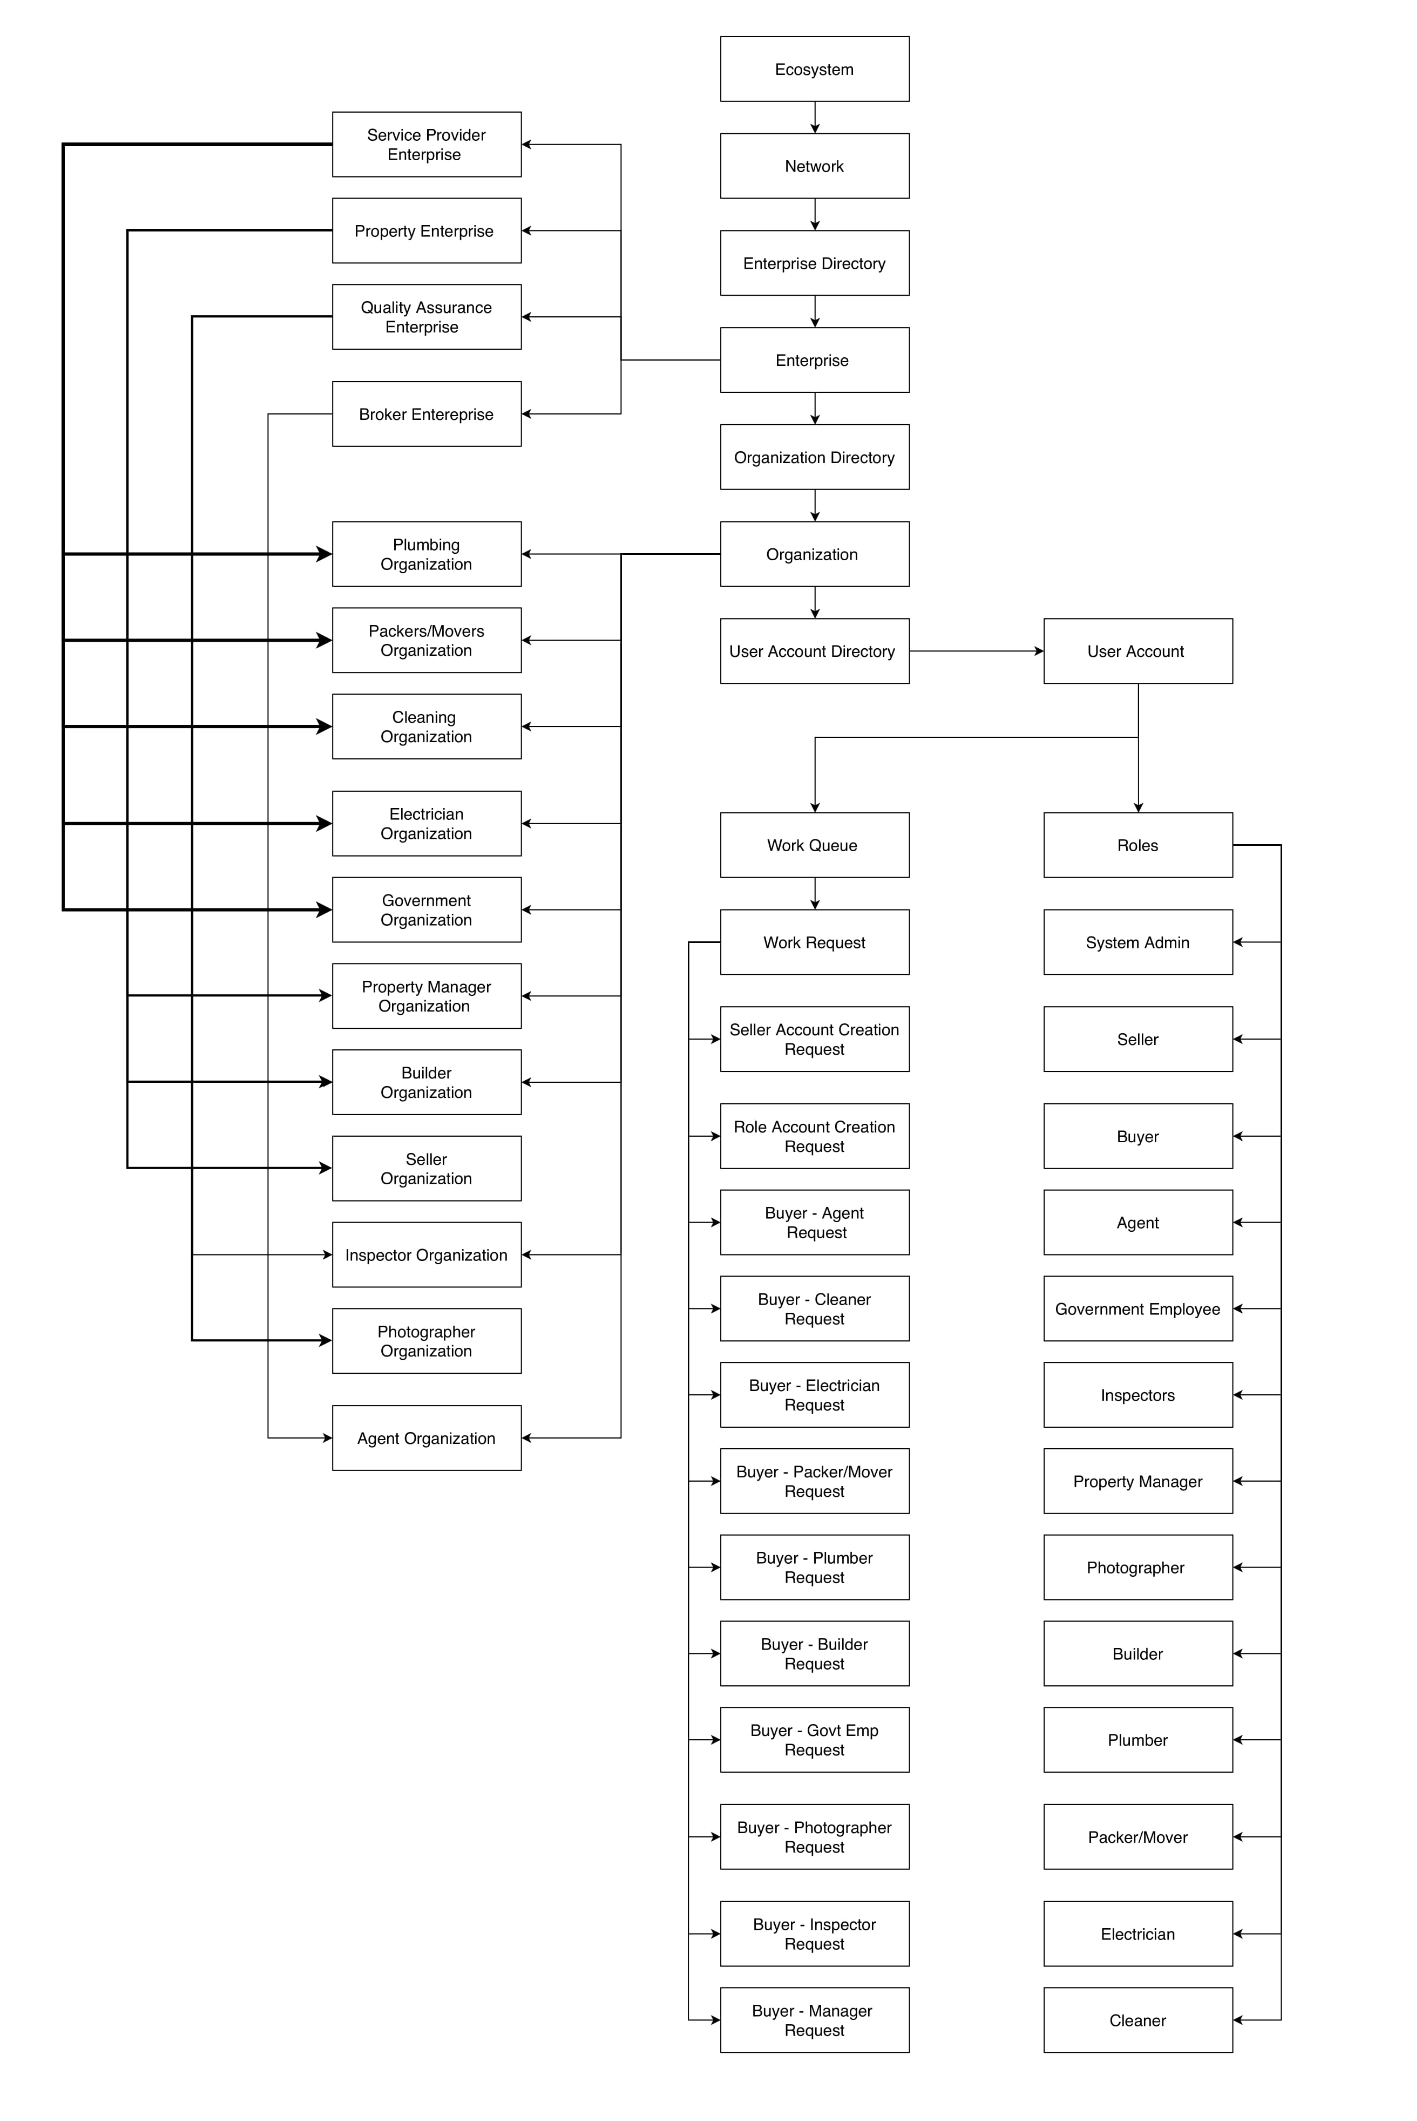 Ecosystem
Network
Enterprise Directory
Enterprise
Organization Directory
Organization
User Account Directory
User Account
Service Provider
Enterprise
Property Enterprise
Quality Assurance
Enterprise
Broker Entereprise
Plumbing
Organization
Packers/Movers
Organization
Cleaning
Organization
Electrician
Organization
Government
Organization
Property Manager
Organization
Builder
Organization
Seller
Organization
Inspector Organization
Photographer
Organization
Agent Organization
Work Queue
Work Request
Seller Account Creation
Request
Role Account Creation
Request
Buyer - Agent
Request
Buyer - Cleaner
Request
Buyer - Electrician
Request
Buyer - Packer/Mover
Request
Buyer - Plumber
Request
Buyer - Builder
Request
Buyer - Govt Emp
Request
Buyer - Photographer
Request
Buyer - Inspector
Request
Buyer - Manager
Request
Roles
System Admin
Seller
Buyer
Agent
Government Employee
Inspectors
Property Manager
Photographer
Builder
Plumber
Packer/Mover
Electrician
Cleaner